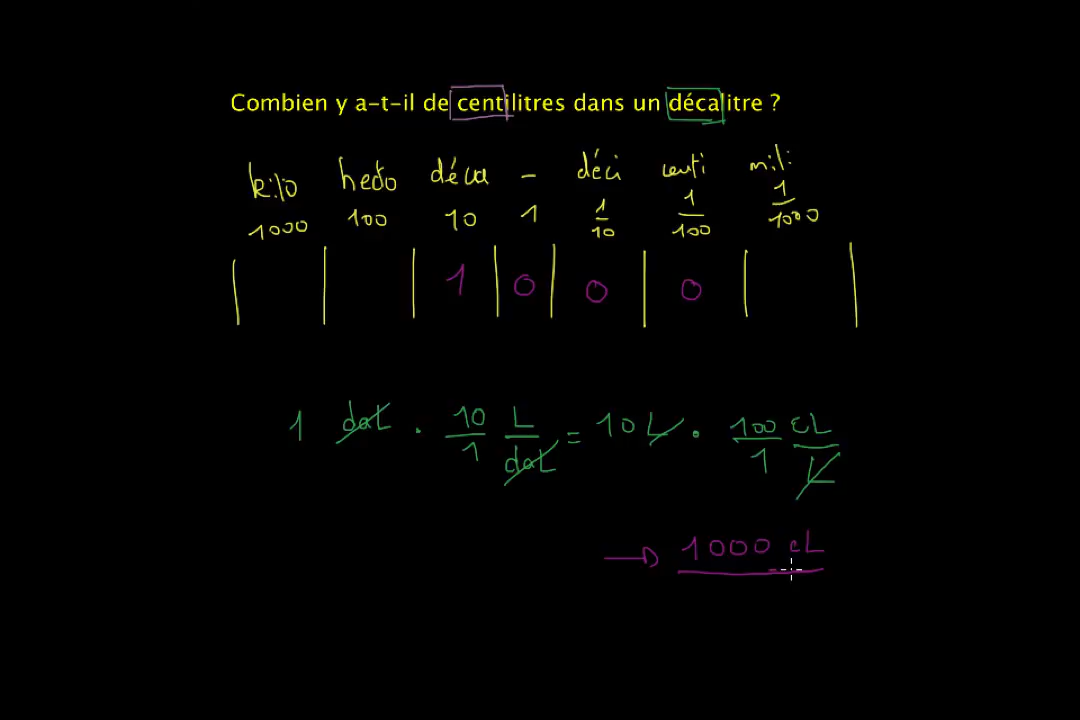 Combien y a-t-il de centilitres dans un décalitre ?
kilo hecto déca - déci centi mili
1000 100 10 1 1/10 1/100 1/1000
1 0 0 0
1 daL . 10/1 L/daL = 10 L . 100/1 cL/L
→ 1000 cL